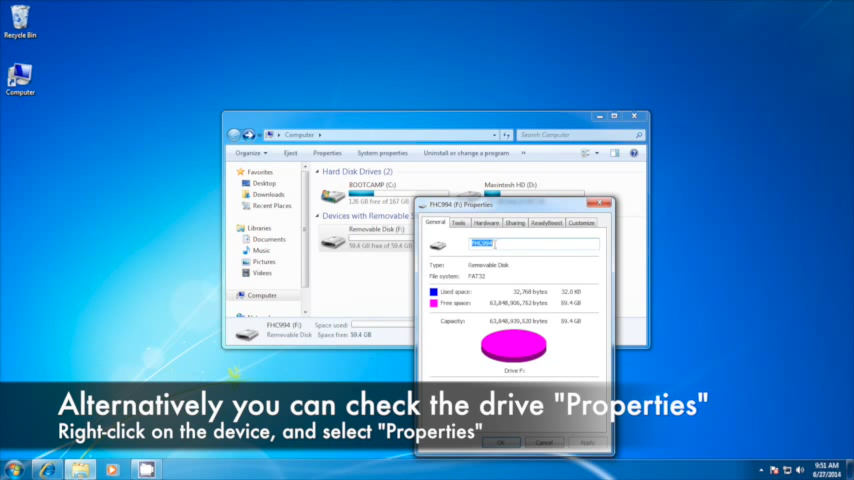 Recycle Bin
Computer
Computer
Search Computer
Organize
Eject
Properties
System properties
Uninstall or change a program
»
Favorites
Desktop
Downloads
Recent Places
Libraries
Documents
Music
Pictures
Videos
Computer
Hard Disk Drives (2)
BOOTCAMP (C:)
126 GB free of 167 GB
Macintosh HD (D:)
Devices with Removable S
Removable Disk (F:)
59.4 GB free of 59.4 GB
FHC994 (F:)
Removable Disk
Space used:
Space free: 59.4 GB
FHC994 (F:) Properties
General
Tools
Hardware
Sharing
ReadyBoost
Customize
FHC994
Type:
Removable Disk
File system:
FAT32
Used space:
32,768 bytes
32.0 KB
Free space:
63,848,906,752 bytes
59.4 GB
Capacity:
63,848,939,520 bytes
59.4 GB
Drive F:
OK
Cancel
Apply
Alternatively you can check the drive "Properties"
Right-click on the device, and select "Properties"
9:51 AM
6/27/2014